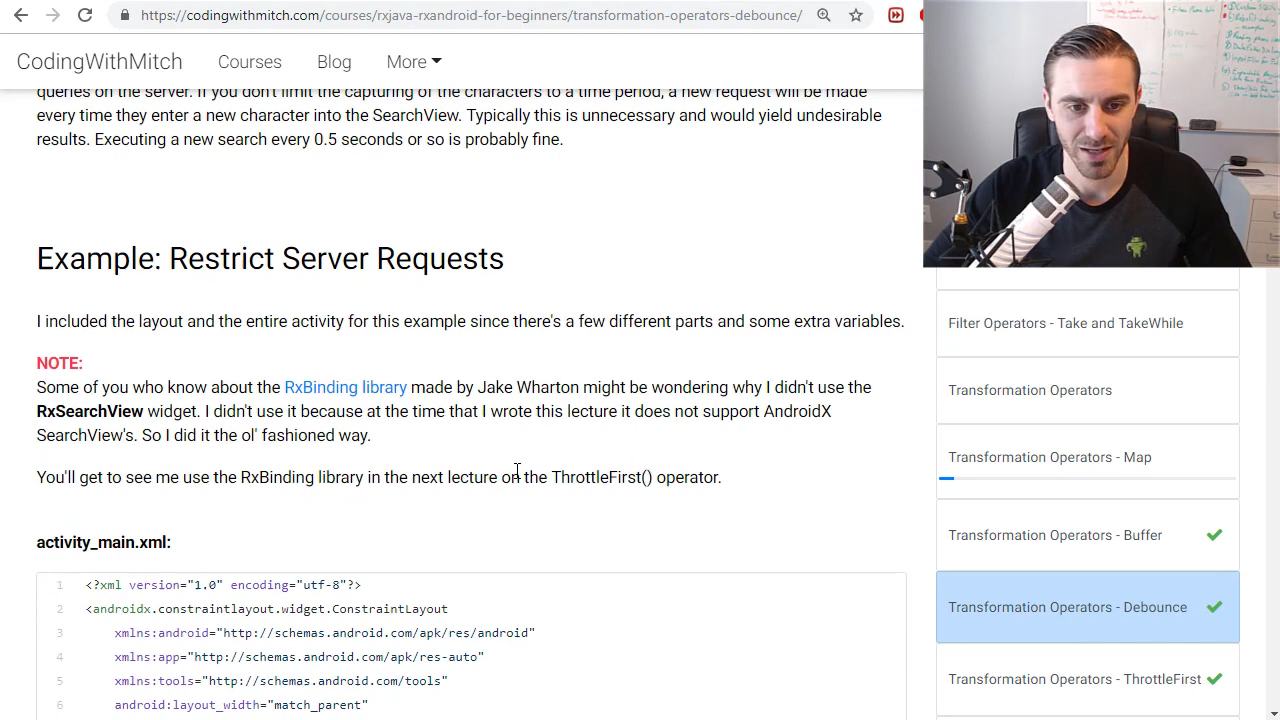 https://codingwithmitch.com/courses/rxjava-rxandroid-for-beginners/transformation-operators-debounce/
CodingWithMitch
Courses
Blog
More
queries on the server. If you don't limit the capturing of the characters to a time period, a new request will be made
every time they enter a new character into the SearchView. Typically this is unnecessary and would yield undesirable
results. Executing a new search every 0.5 seconds or so is probably fine.
Example: Restrict Server Requests
I included the layout and the entire activity for this example since there's a few different parts and some extra variables.
NOTE:
Some of you who know about the RxBinding library made by Jake Wharton might be wondering why I didn't use the
RxSearchView widget. I didn't use it because at the time that I wrote this lecture it does not support AndroidX
SearchView's. So I did it the ol' fashioned way.
You'll get to see me use the RxBinding library in the next lecture on the ThrottleFirst() operator.
activity_main.xml:
1 <?xml version="1.0" encoding="utf-8"?>
2 <androidx.constraintlayout.widget.ConstraintLayout
3 xmlns:android="http://schemas.android.com/apk/res/android"
4 xmlns:app="http://schemas.android.com/apk/res-auto"
5 xmlns:tools="http://schemas.android.com/tools"
6 android:layout_width="match_parent"
Filter Operators - Take and TakeWhile
Transformation Operators
Transformation Operators - Map
Transformation Operators - Buffer
Transformation Operators - Debounce
Transformation Operators - ThrottleFirst